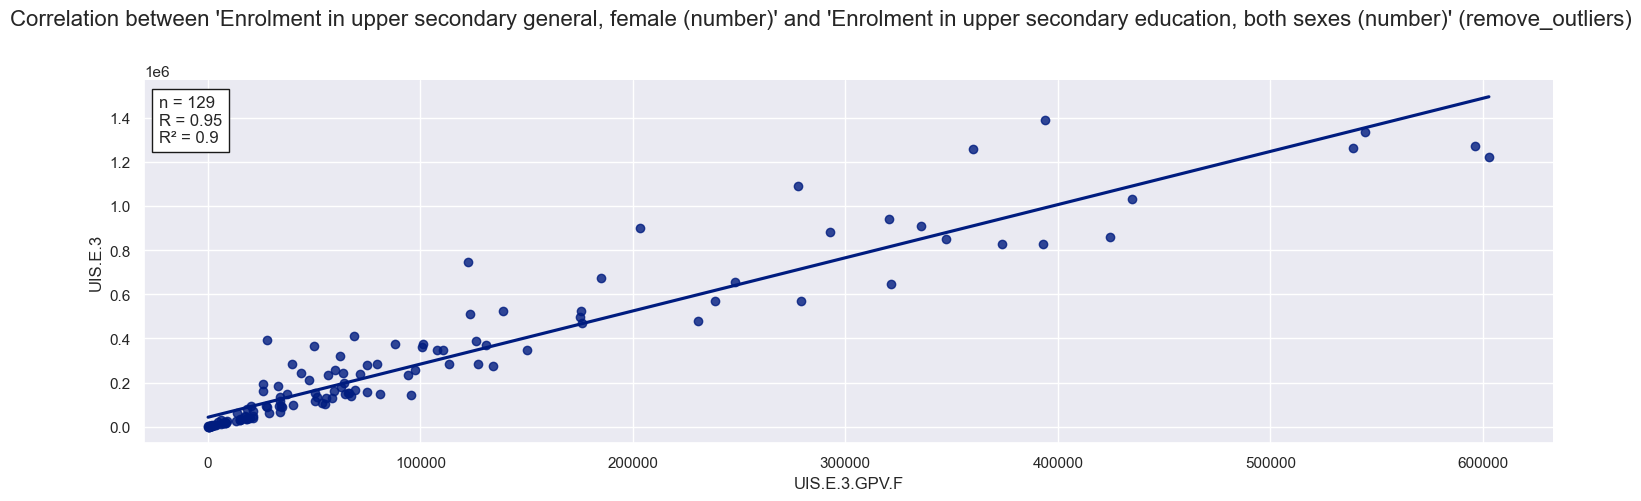 Correlation between 'Enrolment in upper secondary general, female (number)' and 'Enrolment in upper secondary education, both sexes (number)' (remove_outliers)
1e6
n = 129
R = 0.95
R² = 0.9
1.4
1.2
1.0
0.8
0.6
0.4
0.2
0.0
UIS.E.3
0 100000 200000 300000 400000 500000 600000
UIS.E.3.GPV.F